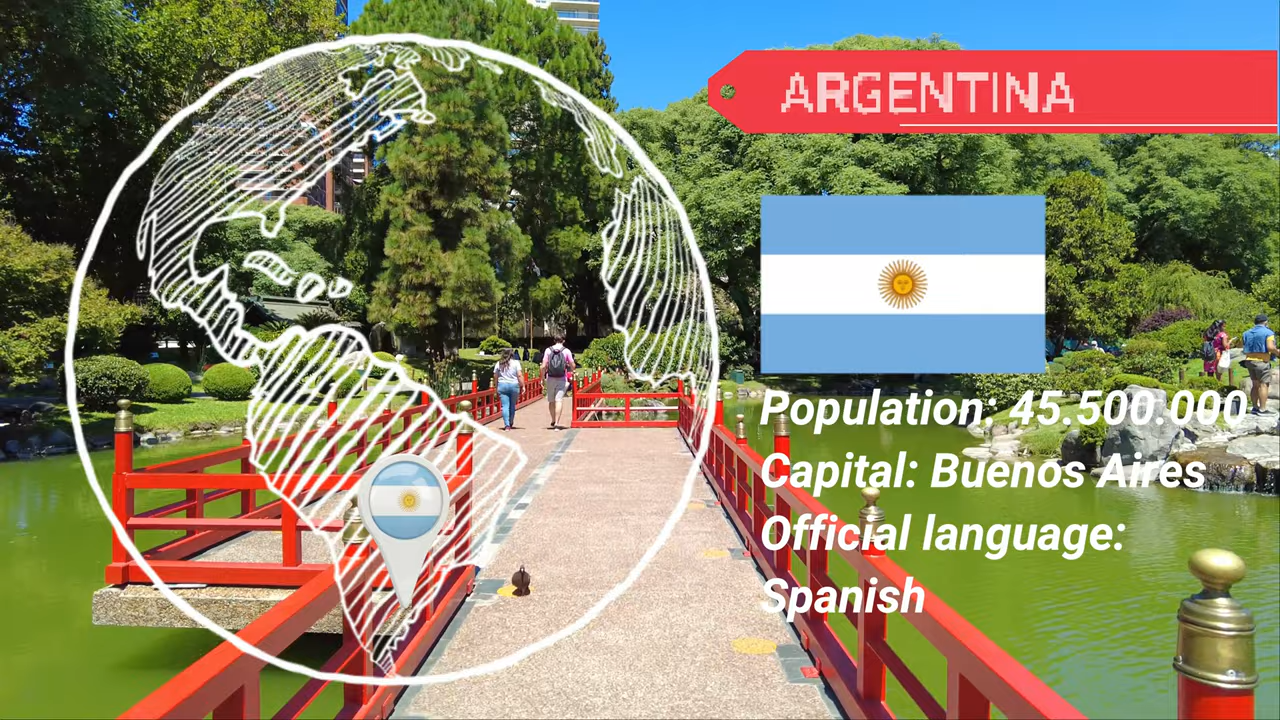 ARGENTINA
Population: 45.500.000
Capital: Buenos Aires
Official language:
Spanish